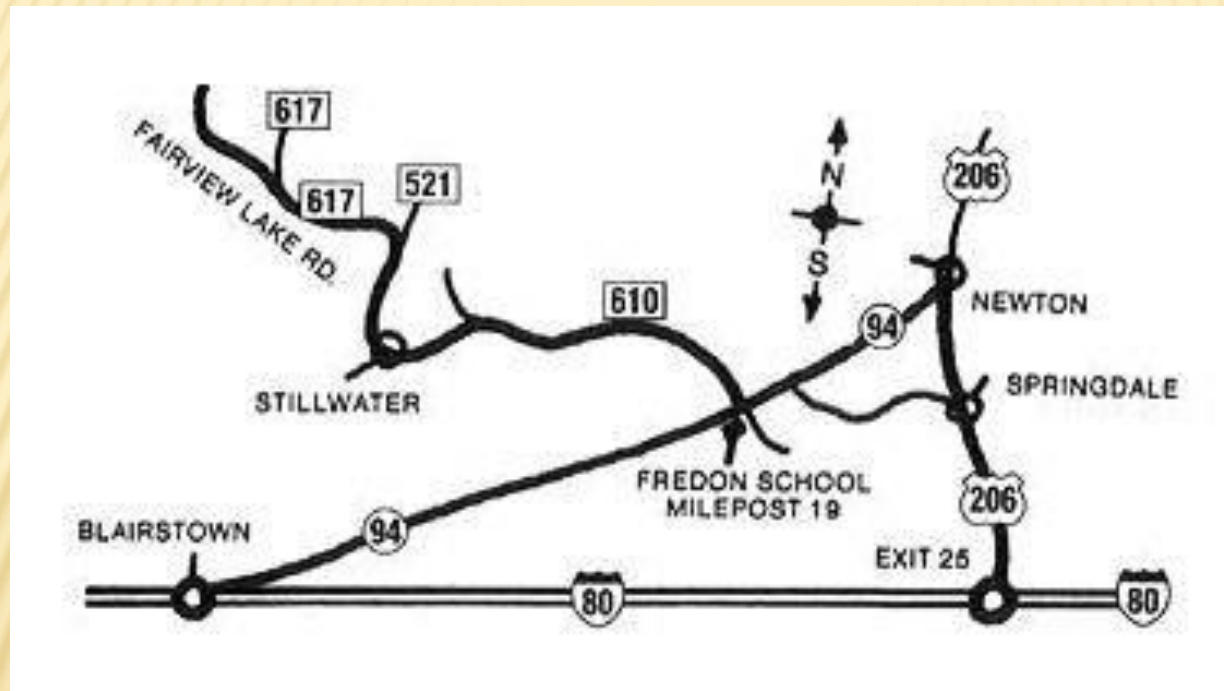 617
FAIRVIEW LAKE RD.
617
521
N
S
206
610
94
NEWTON
SPRINGDALE
STILLWATER
FREDON SCHOOL
MILEPOST 19
206
BLAIRSTOWN
94
EXIT 25
80
80